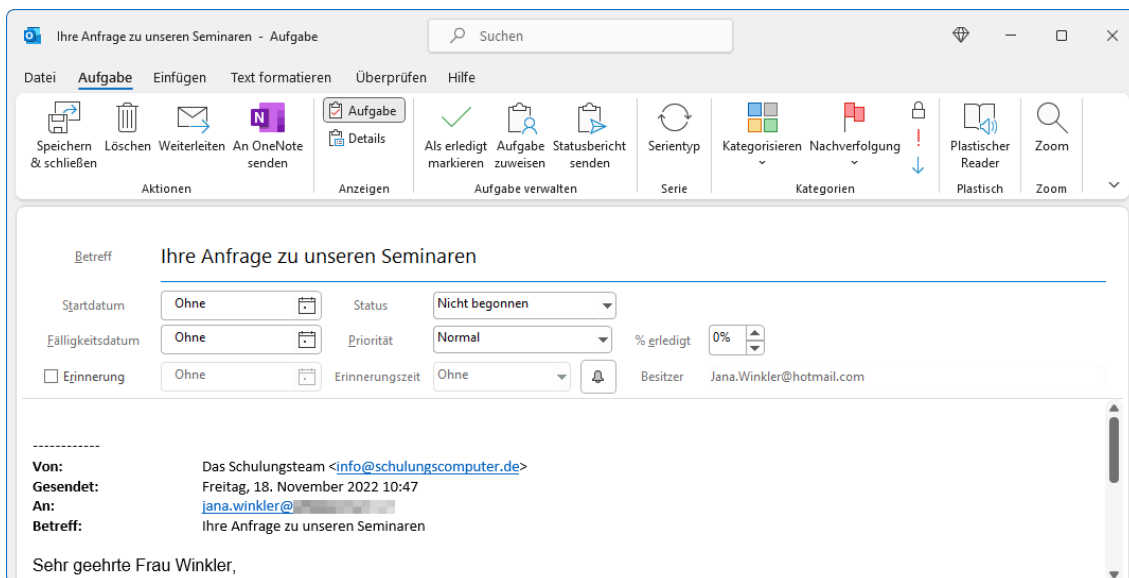 Ihre Anfrage zu unseren Seminaren - Aufgabe
Suchen
Datei Aufgabe Einfügen Text formatieren Überprüfen Hilfe
Speichern & schließen
Löschen
Weiterleiten
An OneNote senden
Aktionen
Aufgabe
Details
Anzeigen
Als erledigt markieren
Aufgabe zuweisen
Statusbericht senden
Aufgabe verwalten
Serientyp
Serie
Kategorisieren
Nachverfolgung
Kategorien
Plastischer Reader
Plastisch
Zoom
Zoom
Betreff Ihre Anfrage zu unseren Seminaren
Startdatum Ohne Status Nicht begonnen
Fälligkeitsdatum Ohne Priorität Normal % erledigt 0%
Erinnerung Ohne Erinnerungszeit Ohne Besitzer Jana.Winkler@hotmail.com
------------
Von: Das Schulungsteam <info@schulungscomputer.de>
Gesendet: Freitag, 18. November 2022 10:47
An: jana.winkler@
Betreff: Ihre Anfrage zu unseren Seminaren
Sehr geehrte Frau Winkler,